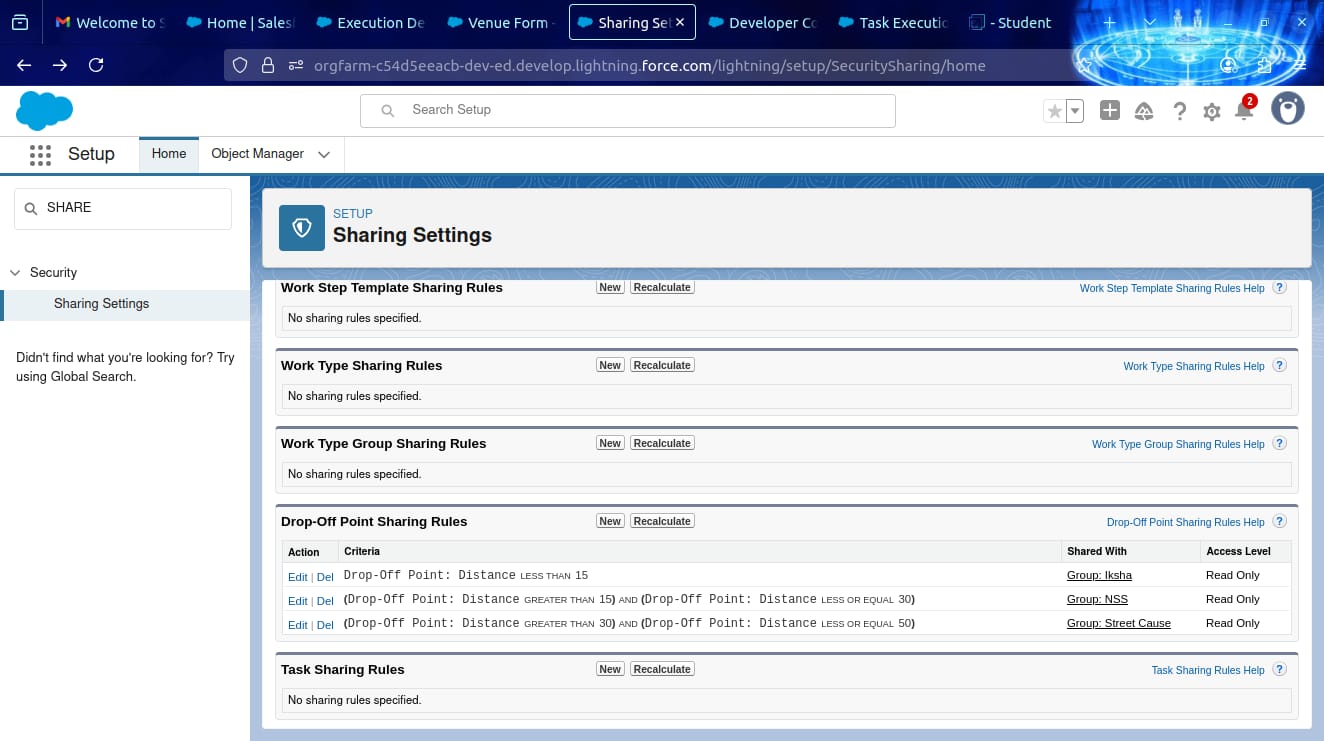 Welcome to S
Home | Sales
Execution De
Venue Form -
Sharing Set
Developer Co
Task Executio
- Student
orgfarm-c54d5eeacb-dev-ed.develop.lightning.force.com/lightning/setup/SecuritySharing/home
Search Setup
2
Setup
Home
Object Manager
SHARE
Security
Sharing Settings
Didn't find what you're looking for? Try
using Global Search.
SETUP
Sharing Settings
Work Step Template Sharing Rules New Recalculate Work Step Template Sharing Rules Help ?
No sharing rules specified.
Work Type Sharing Rules New Recalculate Work Type Sharing Rules Help ?
No sharing rules specified.
Work Type Group Sharing Rules New Recalculate Work Type Group Sharing Rules Help ?
No sharing rules specified.
Drop-Off Point Sharing Rules New Recalculate Drop-Off Point Sharing Rules Help ?
Action Criteria Shared With Access Level
Edit | Del Drop-Off Point: Distance LESS THAN 15 Group: Iksha Read Only
Edit | Del (Drop-Off Point: Distance GREATER THAN 15) AND (Drop-Off Point: Distance LESS OR EQUAL 30) Group: NSS Read Only
Edit | Del (Drop-Off Point: Distance GREATER THAN 30) AND (Drop-Off Point: Distance LESS OR EQUAL 50) Group: Street Cause Read Only
Task Sharing Rules New Recalculate Task Sharing Rules Help ?
No sharing rules specified.